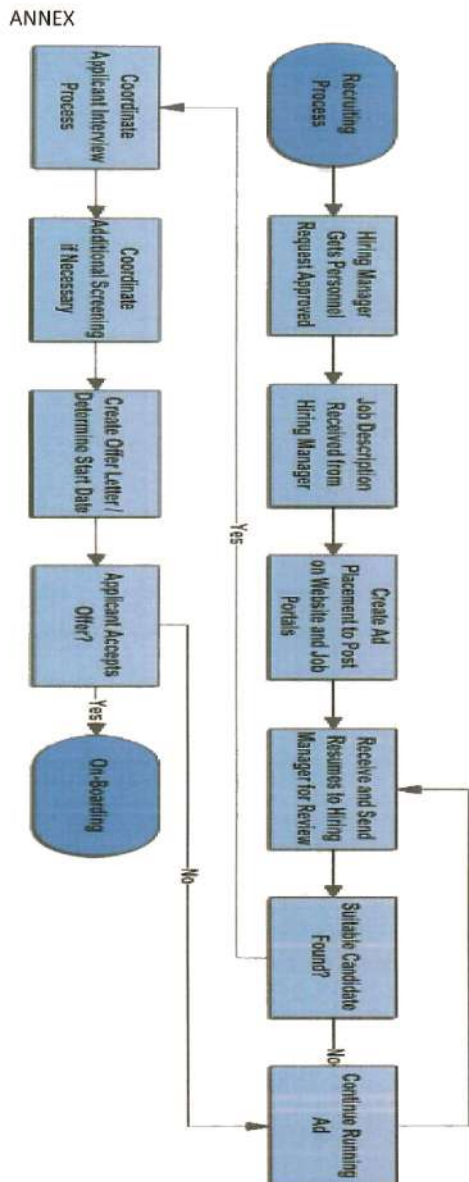 ANNEX
Recruiting
Process
Hiring Manager
Gets Personnel
Request Approved
Job Description
Received from
Hiring Manager
Create Ad
Placement to Post
on Website and Job
Portals
Receive and Send
Resumes to Hiring
Manager for Review
Suitable Candidate
Found?
No
Continue Running
Ad
Yes
Coordinate
Applicant Interview
Process
Coordinate
Additional Screening
if Necessary
Create Offer Letter /
Determine Start Date
Applicant Accepts
Offer?
Yes
On-Boarding
No